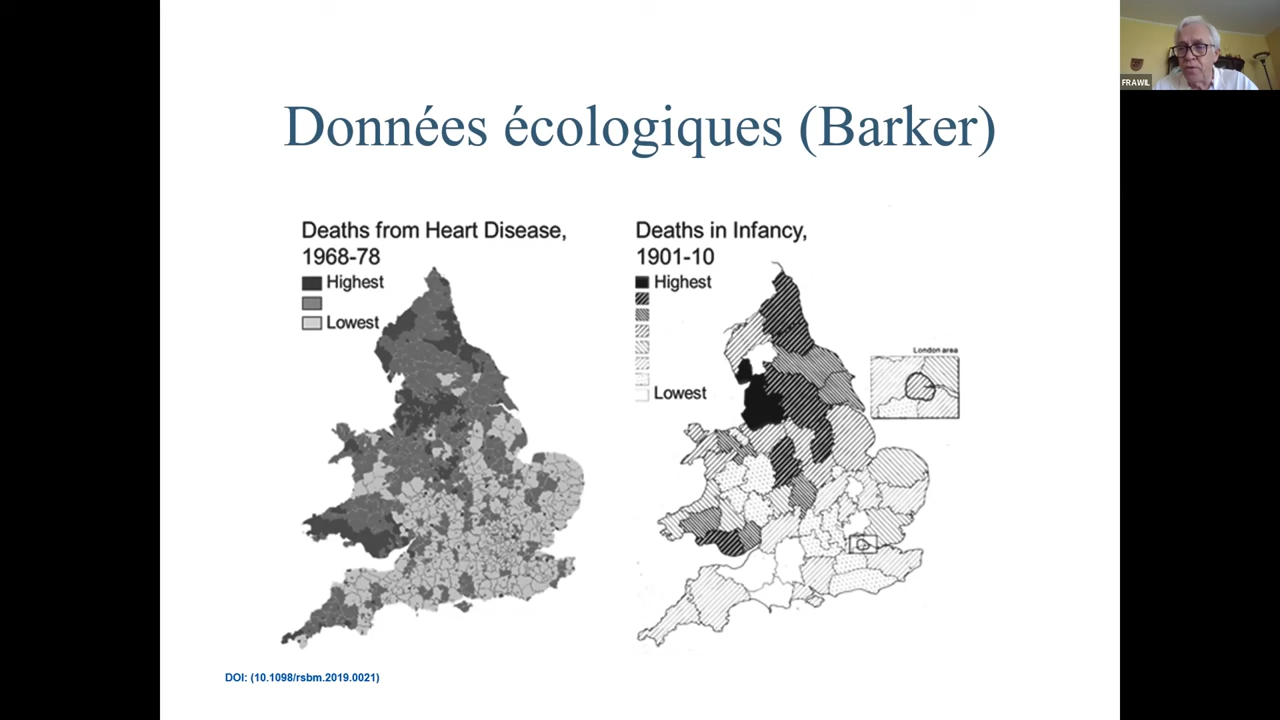 FRAWIL
Données écologiques (Barker)
Deaths from Heart Disease,
1968-78
Highest
Lowest
Deaths in Infancy,
1901-10
Highest
Lowest
London area
DOI: (10.1098/rsbm.2019.0021)